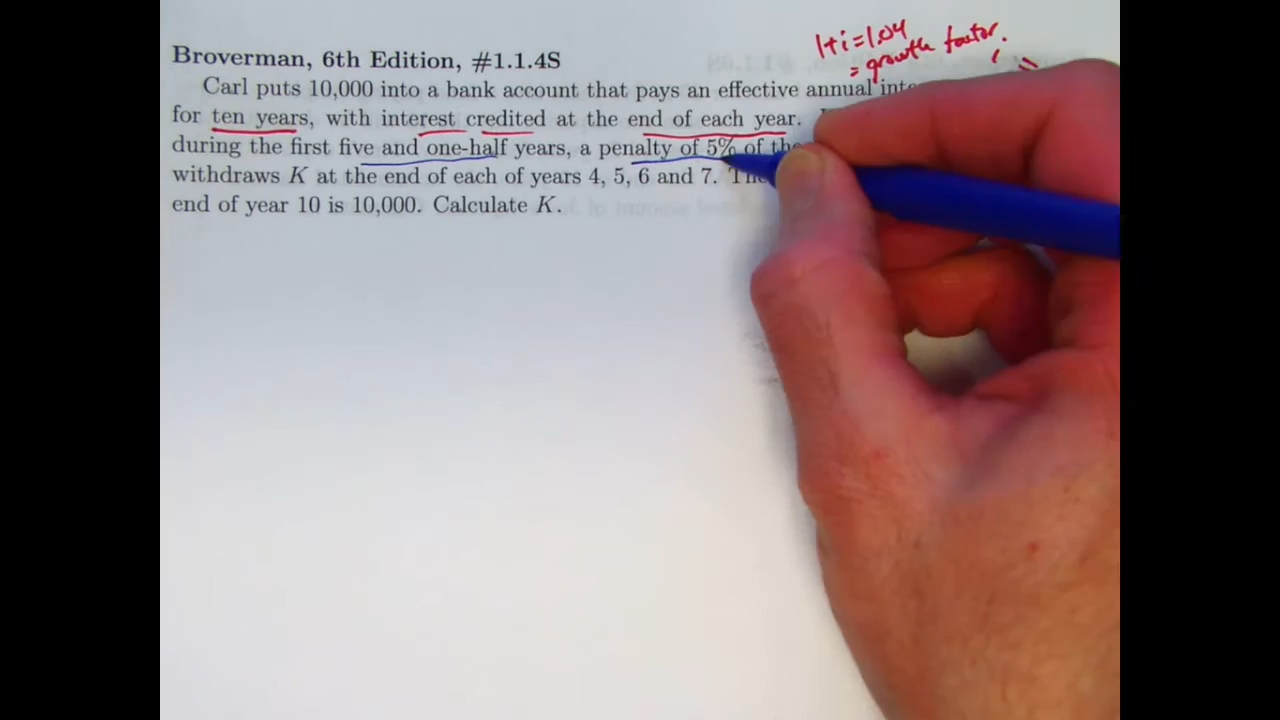 1+i=1.04
= growth factor.
Broverman, 6th Edition, #1.1.4S
Carl puts 10,000 into a bank account that pays an effective annual
for ten years, with interest credited at the end of each year.
during the first five and one-half years, a penalty of 5% of the
withdraws K at the end of each of years 4, 5, 6 and 7.
end of year 10 is 10,000. Calculate K.